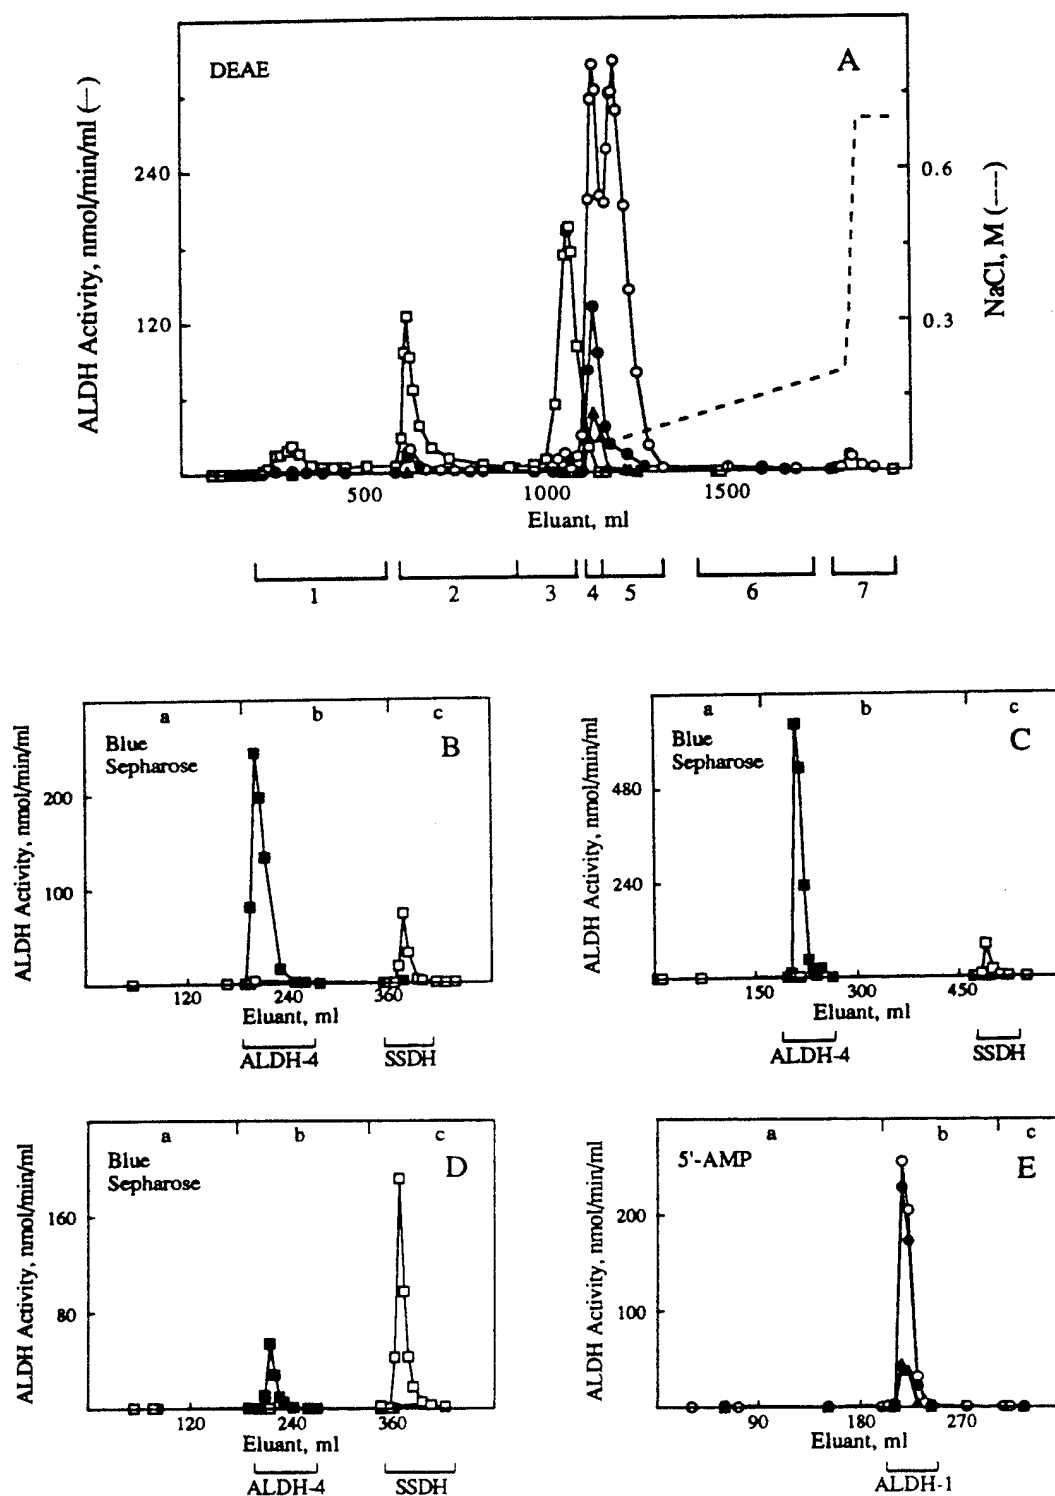 DEAE
A
ALDH Activity, nmol/min/ml (—)
240
120
0.6
0.3
NaCl, M (---)
500
1000
1500
Eluant, ml
1
2
3
4
5
6
7
a
b
c
Blue
Sepharose
B
ALDH Activity, nmol/min/ml
200
100
120
240
360
Eluant, ml
ALDH-4
SSDH
a
b
c
Blue
Sepharose
C
ALDH Activity, nmol/min/ml
480
240
150
300
450
Eluant, ml
ALDH-4
SSDH
a
b
c
Blue
Sepharose
D
ALDH Activity, nmol/min/ml
160
80
120
240
360
Eluant, ml
ALDH-4
SSDH
a
b
c
5'-AMP
E
ALDH Activity, nmol/min/ml
200
100
90
180
270
Eluant, ml
ALDH-1